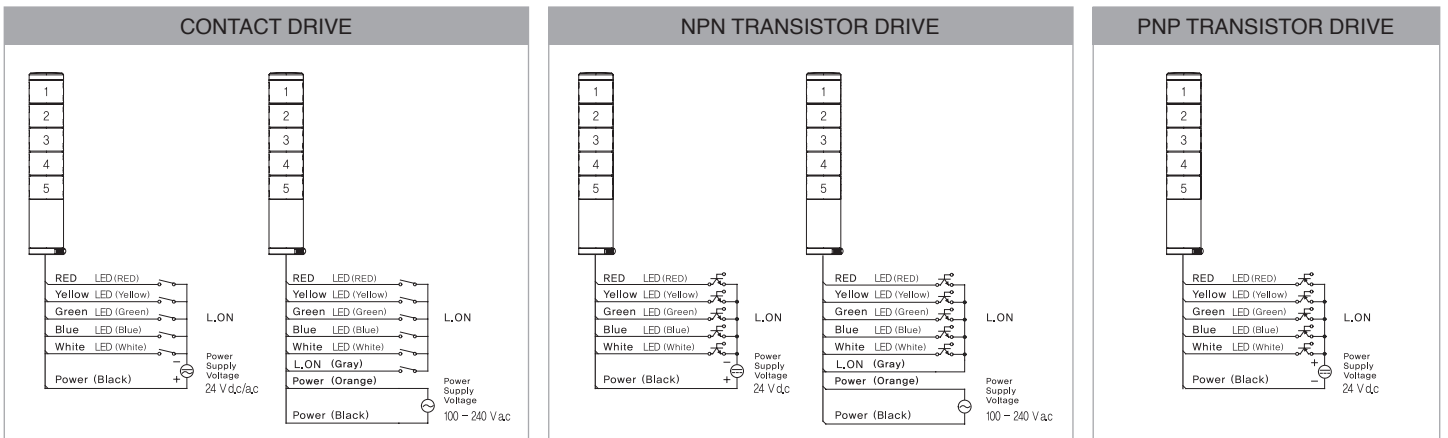 CONTACT DRIVE
1
2
3
4
5
RED LED (RED)
Yellow LED (Yellow)
Green LED (Green)
Blue LED (Blue)
White LED (White)
Power (Black)
L.ON
−
+
Power
Supply
Voltage
24 V d.c/a.c
1
2
3
4
5
RED LED (RED)
Yellow LED (Yellow)
Green LED (Green)
Blue LED (Blue)
White LED (White)
L.ON (Gray)
Power (Orange)
Power (Black)
L.ON
Power
Supply
Voltage
100 − 240 V a.c
NPN TRANSISTOR DRIVE
1
2
3
4
5
RED LED (RED)
Yellow LED (Yellow)
Green LED (Green)
Blue LED (Blue)
White LED (White)
Power (Black)
L.ON
−
+
Power
Supply
Voltage
24 V d.c
1
2
3
4
5
RED LED (RED)
Yellow LED (Yellow)
Green LED (Green)
Blue LED (Blue)
White LED (White)
L.ON (Gray)
Power (Orange)
Power (Black)
L.ON
Power
Supply
Voltage
100 − 240 V a.c
PNP TRANSISTOR DRIVE
1
2
3
4
5
RED LED (RED)
Yellow LED (Yellow)
Green LED (Green)
Blue LED (Blue)
White LED (White)
Power (Black)
L.ON
+
−
Power
Supply
Voltage
24 V d.c